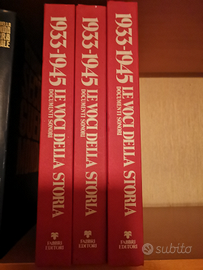 1933-1945 LE VOCI DELLA STORIA
DOCUMENTI SONORI
FABBRI
EDITORI
1933-1945 LE VOCI DELLA STORIA
DOCUMENTI SONORI
FABBRI
EDITORI
1933-1945 LE VOCI DELLA STORIA
DOCUMENTI SONORI
FABBRI
EDITORI
subito